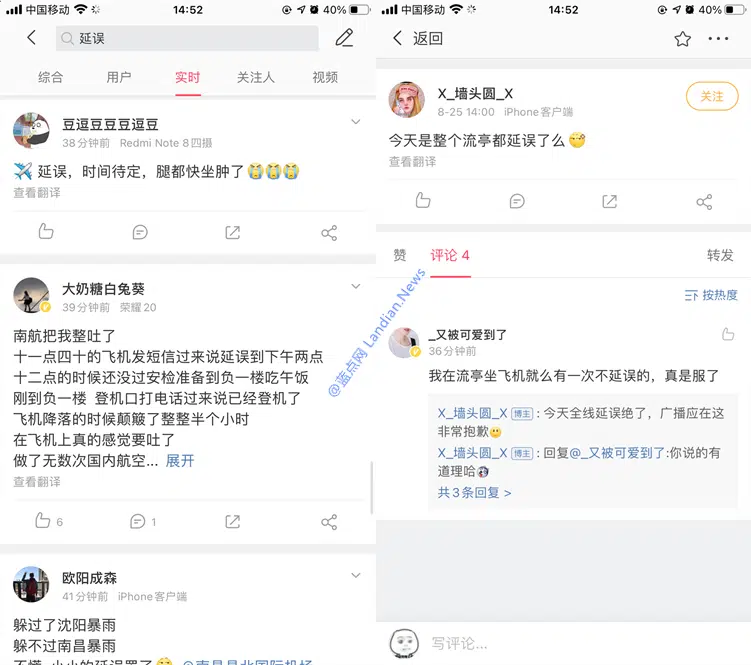 中国移动
14:52
40%
延误
综合
用户
实时
关注人
视频
豆逗豆豆豆逗豆
38分钟前 Redmi Note 8四摄
延误，时间待定，腿都快坐肿了
查看翻译
大奶糖白兔葵
39分钟前 荣耀20
南航把我整吐了
十一点四十的飞机发短信过来说延误到下午两点
十二点的时候还没过安检准备到负一楼吃午饭
刚到负一楼 登机口打电话过来说已经登机了
飞机降落的时候颠簸了整整半个小时
在飞机上真的感觉要吐了
做了无数次国内航空... 展开
查看翻译
6
1
欧阳成森
41分钟前 iPhone客户端
躲过了沈阳暴雨
躲不过南昌暴雨
中国移动
14:52
40%
返回
X_墙头圆_X
8-25 14:00 iPhone客户端
关注
今天是整个流亭都延误了么
查看翻译
赞
评论 4
转发
按热度
_又被可爱到了
36分钟前
我在流亭坐飞机就么有一次不延误的，真是服了
X_墙头圆_X 博主：今天全线延误绝了，广播应在这
非常抱歉
X_墙头圆_X 博主：回复@_又被可爱到了:你说的有
道理哈
共3条回复 >
写评论...
@蓝点网 Landian.News